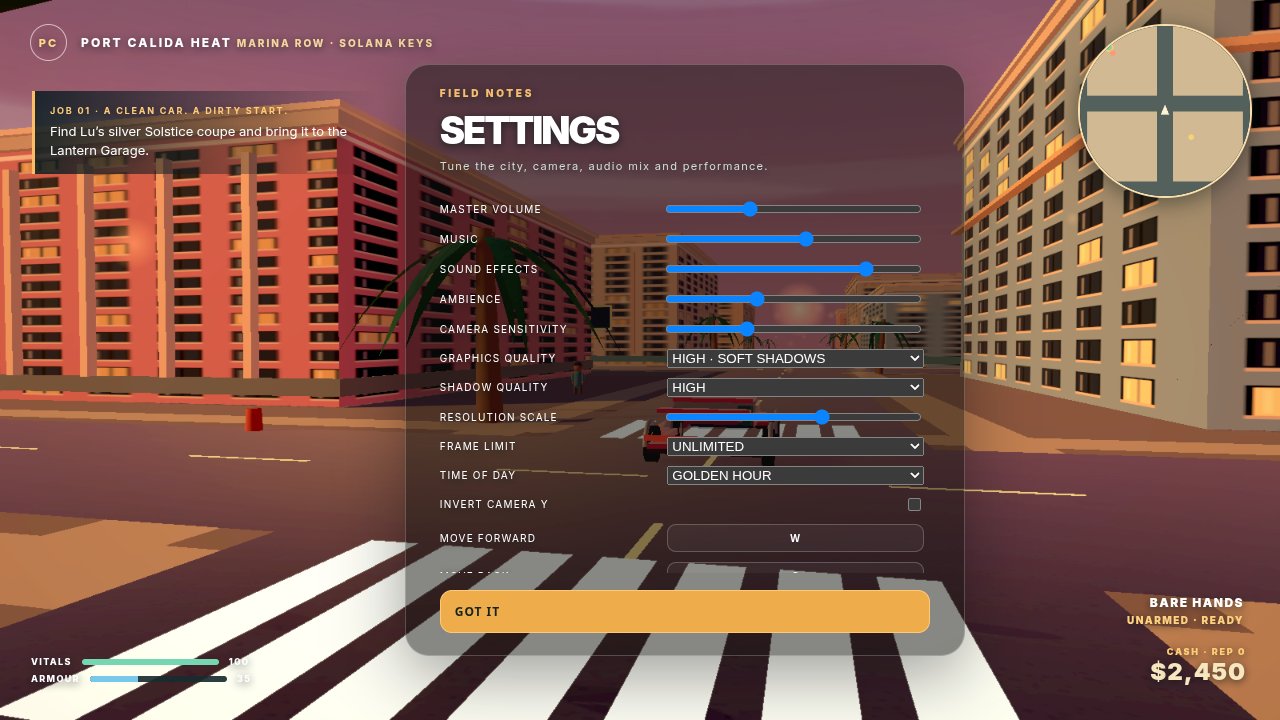 PC
PORT CALIDA HEAT MARINA ROW · SOLANA KEYS
JOB 01 · A CLEAN CAR. A DIRTY START.
Find Lu's silver Solstice coupe and bring it to the
Lantern Garage.
FIELD NOTES
SETTINGS
Tune the city, camera, audio mix and performance.
MASTER VOLUME
MUSIC
SOUND EFFECTS
AMBIENCE
CAMERA SENSITIVITY
GRAPHICS QUALITY HIGH · SOFT SHADOWS
SHADOW QUALITY HIGH
RESOLUTION SCALE
FRAME LIMIT UNLIMITED
TIME OF DAY GOLDEN HOUR
INVERT CAMERA Y
MOVE FORWARD W
GOT IT
VITALS 100
ARMOUR 35
BARE HANDS
UNARMED · READY
CASH · REP 0
$2,450